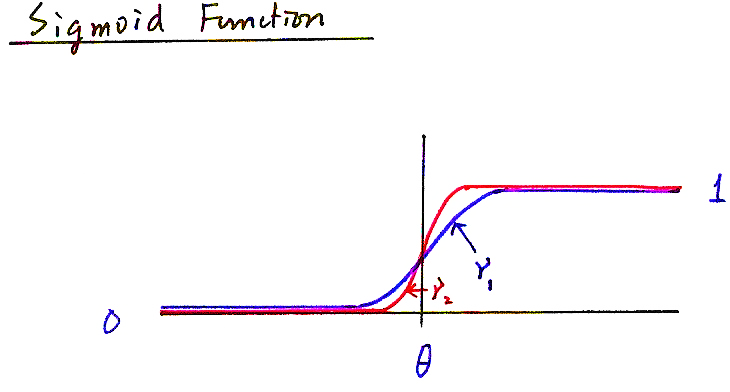 Sigmoid Function
1
γ₁
γ₂
0
θ